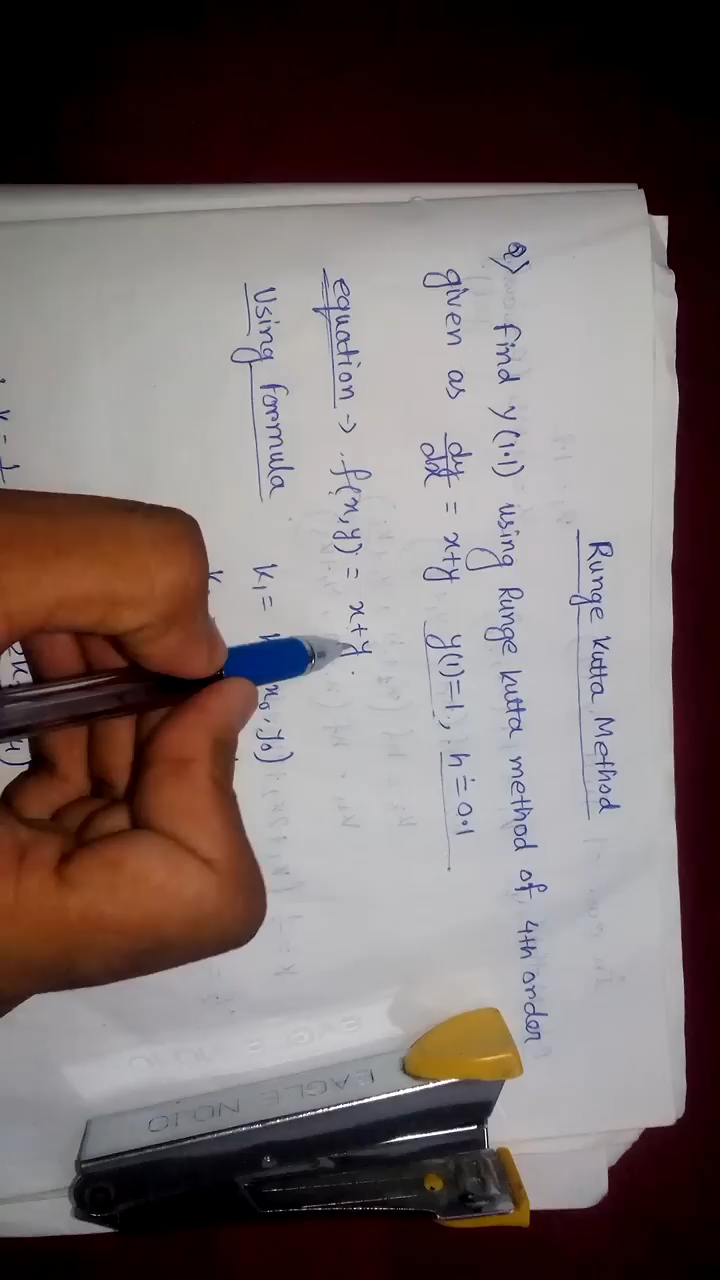 Runge Kutta Method
Q) find y(1.1) using Runge kutta method of 4th order
given as dy/dx = x+y y(1)=1, h=0.1
equation → f(x,y) = x+y.
Using formula k₁ = x₀, y₀)
EAGLE NO.10